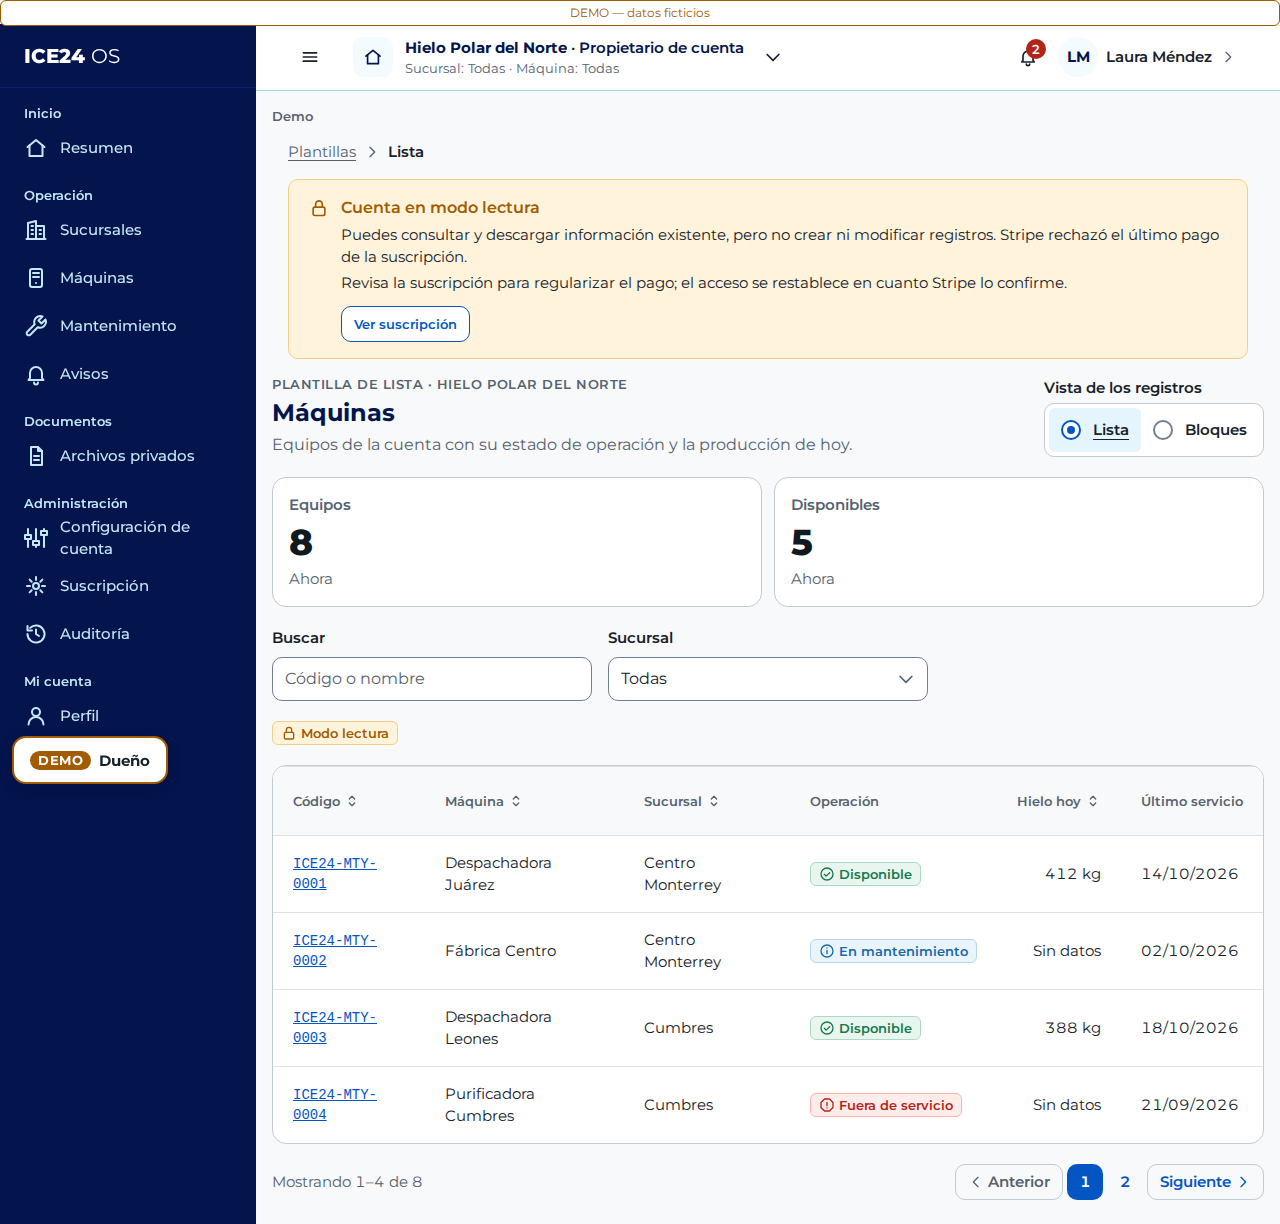 DEMO — datos ficticios
ICE24 OS
Inicio
Resumen
Operación
Sucursales
Máquinas
Mantenimiento
Avisos
Documentos
Archivos privados
Administración
Configuración de
cuenta
Suscripción
Auditoría
Mi cuenta
Perfil
DEMO Dueño
Hielo Polar del Norte · Propietario de cuenta
Sucursal: Todas · Máquina: Todas
2
LM Laura Méndez
Demo
Plantillas Lista
Cuenta en modo lectura
Puedes consultar y descargar información existente, pero no crear ni modificar registros. Stripe rechazó el último pago
de la suscripción.
Revisa la suscripción para regularizar el pago; el acceso se restablece en cuanto Stripe lo confirme.
Ver suscripción
PLANTILLA DE LISTA · HIELO POLAR DEL NORTE
Máquinas
Equipos de la cuenta con su estado de operación y la producción de hoy.
Vista de los registros
Lista Bloques
Equipos
8
Ahora
Disponibles
5
Ahora
Buscar
Código o nombre
Sucursal
Todas
Modo lectura
Código Máquina Sucursal Operación Hielo hoy Último servicio
ICE24-MTY-
0001
Despachadora
Juárez
Centro
Monterrey
Disponible
412 kg
14/10/2026
ICE24-MTY-
0002
Fábrica Centro
Centro
Monterrey
En mantenimiento
Sin datos
02/10/2026
ICE24-MTY-
0003
Despachadora
Leones
Cumbres
Disponible
388 kg
18/10/2026
ICE24-MTY-
0004
Purificadora
Cumbres
Cumbres
Fuera de servicio
Sin datos
21/09/2026
Mostrando 1–4 de 8
Anterior 1 2 Siguiente